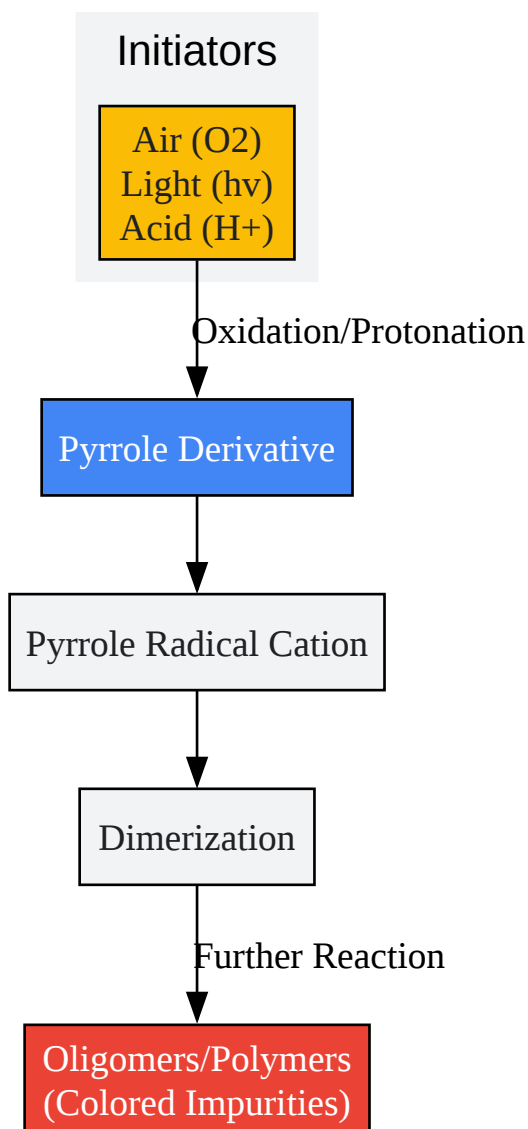 Initiators
Air (O2)
Light (hv)
Acid (H+)
Oxidation/Protonation
Pyrrole Derivative
Pyrrole Radical Cation
Dimerization
Further Reaction
Oligomers/Polymers
(Colored Impurities)